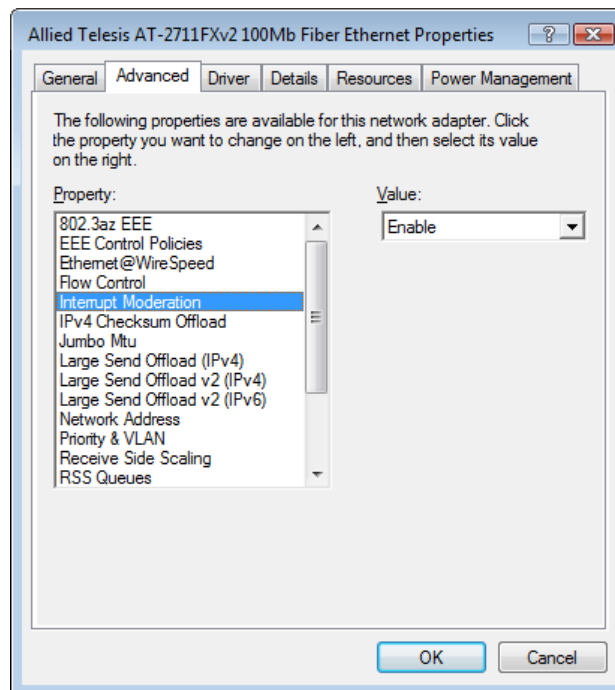 Allied Telesis AT-2711FXv2 100Mb Fiber Ethernet Properties
General Advanced Driver Details Resources Power Management
The following properties are available for this network adapter. Click
the property you want to change on the left, and then select its value
on the right.
Property:
Value:
802.3az EEE
EEE Control Policies
Ethernet@WireSpeed
Flow Control
Interrupt Moderation
IPv4 Checksum Offload
Jumbo Mtu
Large Send Offload (IPv4)
Large Send Offload v2 (IPv4)
Large Send Offload v2 (IPv6)
Network Address
Priority & VLAN
Receive Side Scaling
RSS Queues
Enable
OK Cancel